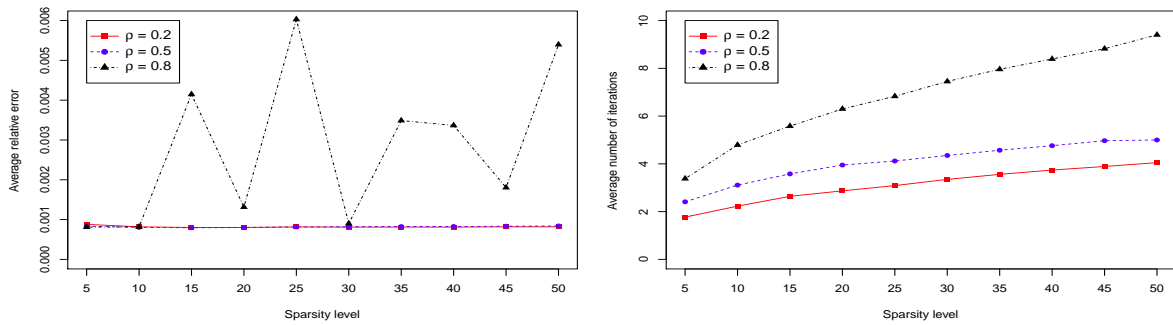 Average relative error
0.006
0.005
0.004
0.003
0.002
0.001
0.000
ρ = 0.2
ρ = 0.5
ρ = 0.8
5 10 15 20 25 30 35 40 45 50
Sparsity level
Average number of iterations
10
8
6
4
2
0
ρ = 0.2
ρ = 0.5
ρ = 0.8
5 10 15 20 25 30 35 40 45 50
Sparsity level